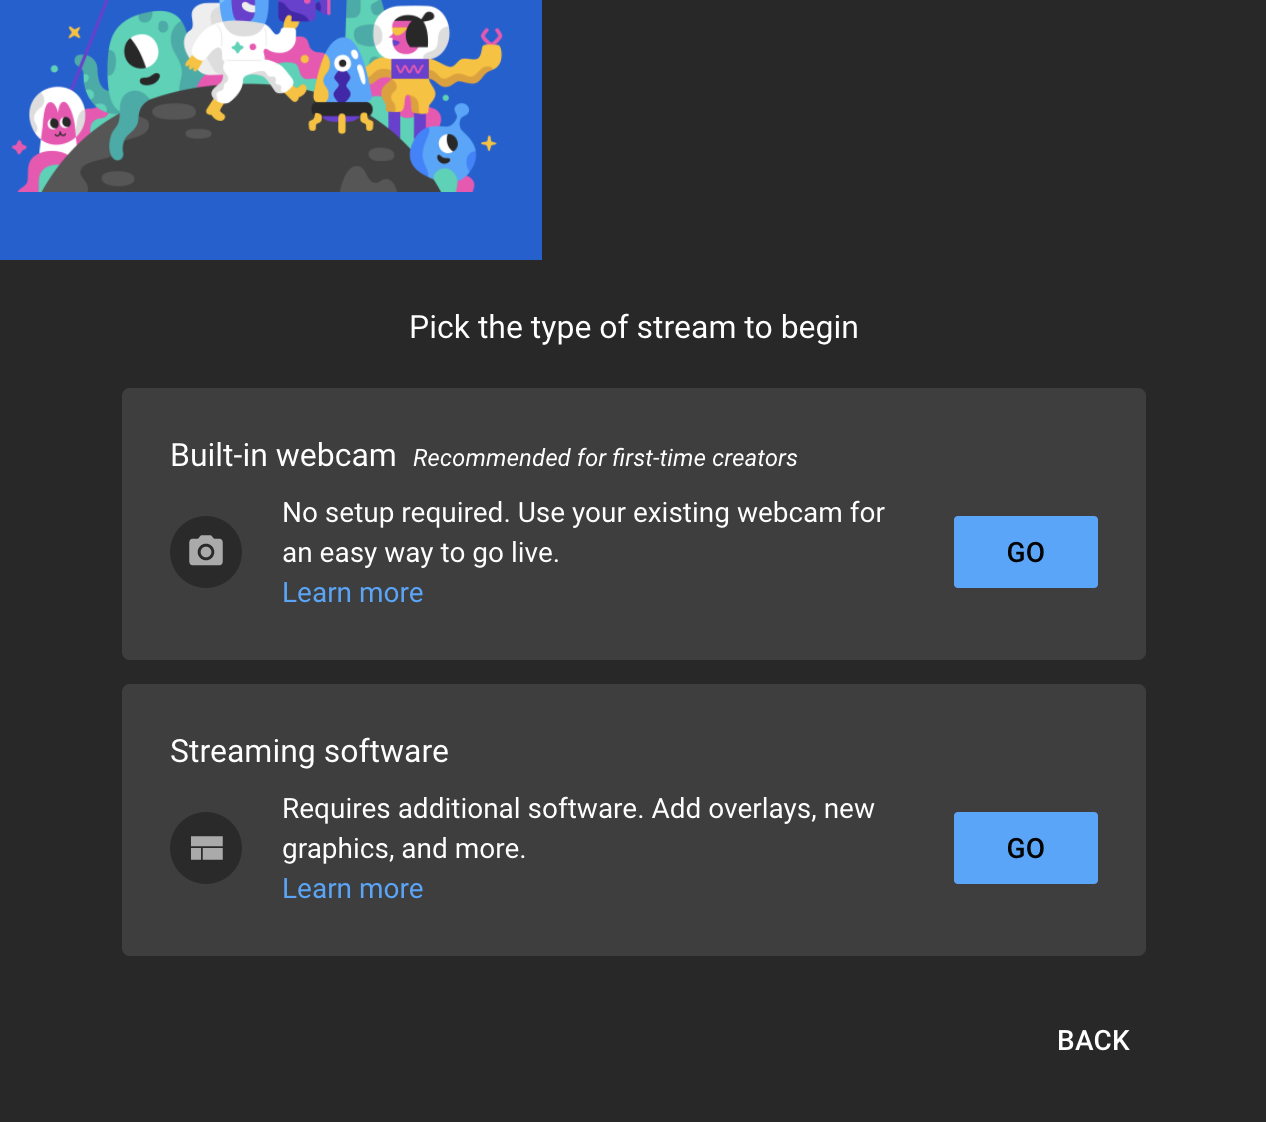 Pick the type of stream to begin
Built-in webcam Recommended for first-time creators
No setup required. Use your existing webcam for
an easy way to go live.
Learn more
GO
Streaming software
Requires additional software. Add overlays, new
graphics, and more.
Learn more
GO
BACK